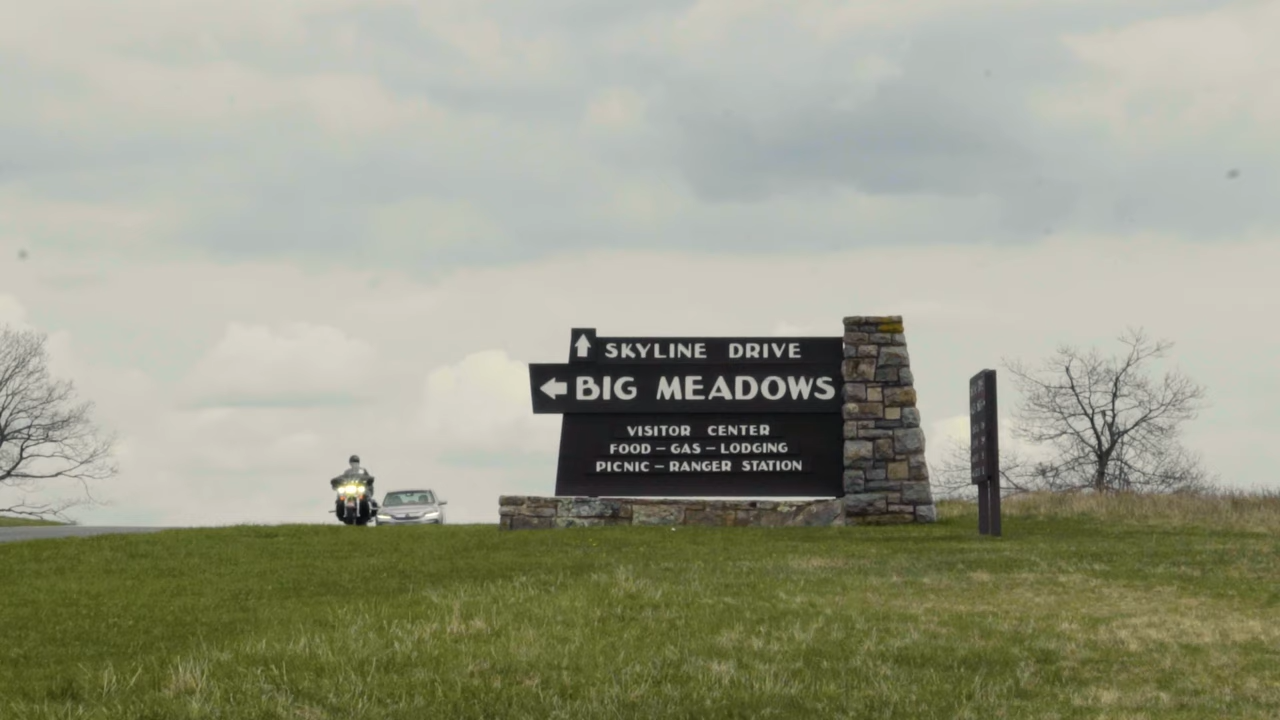 SKYLINE DRIVE
BIG MEADOWS
VISITOR CENTER
FOOD – GAS – LODGING
PICNIC – RANGER STATION